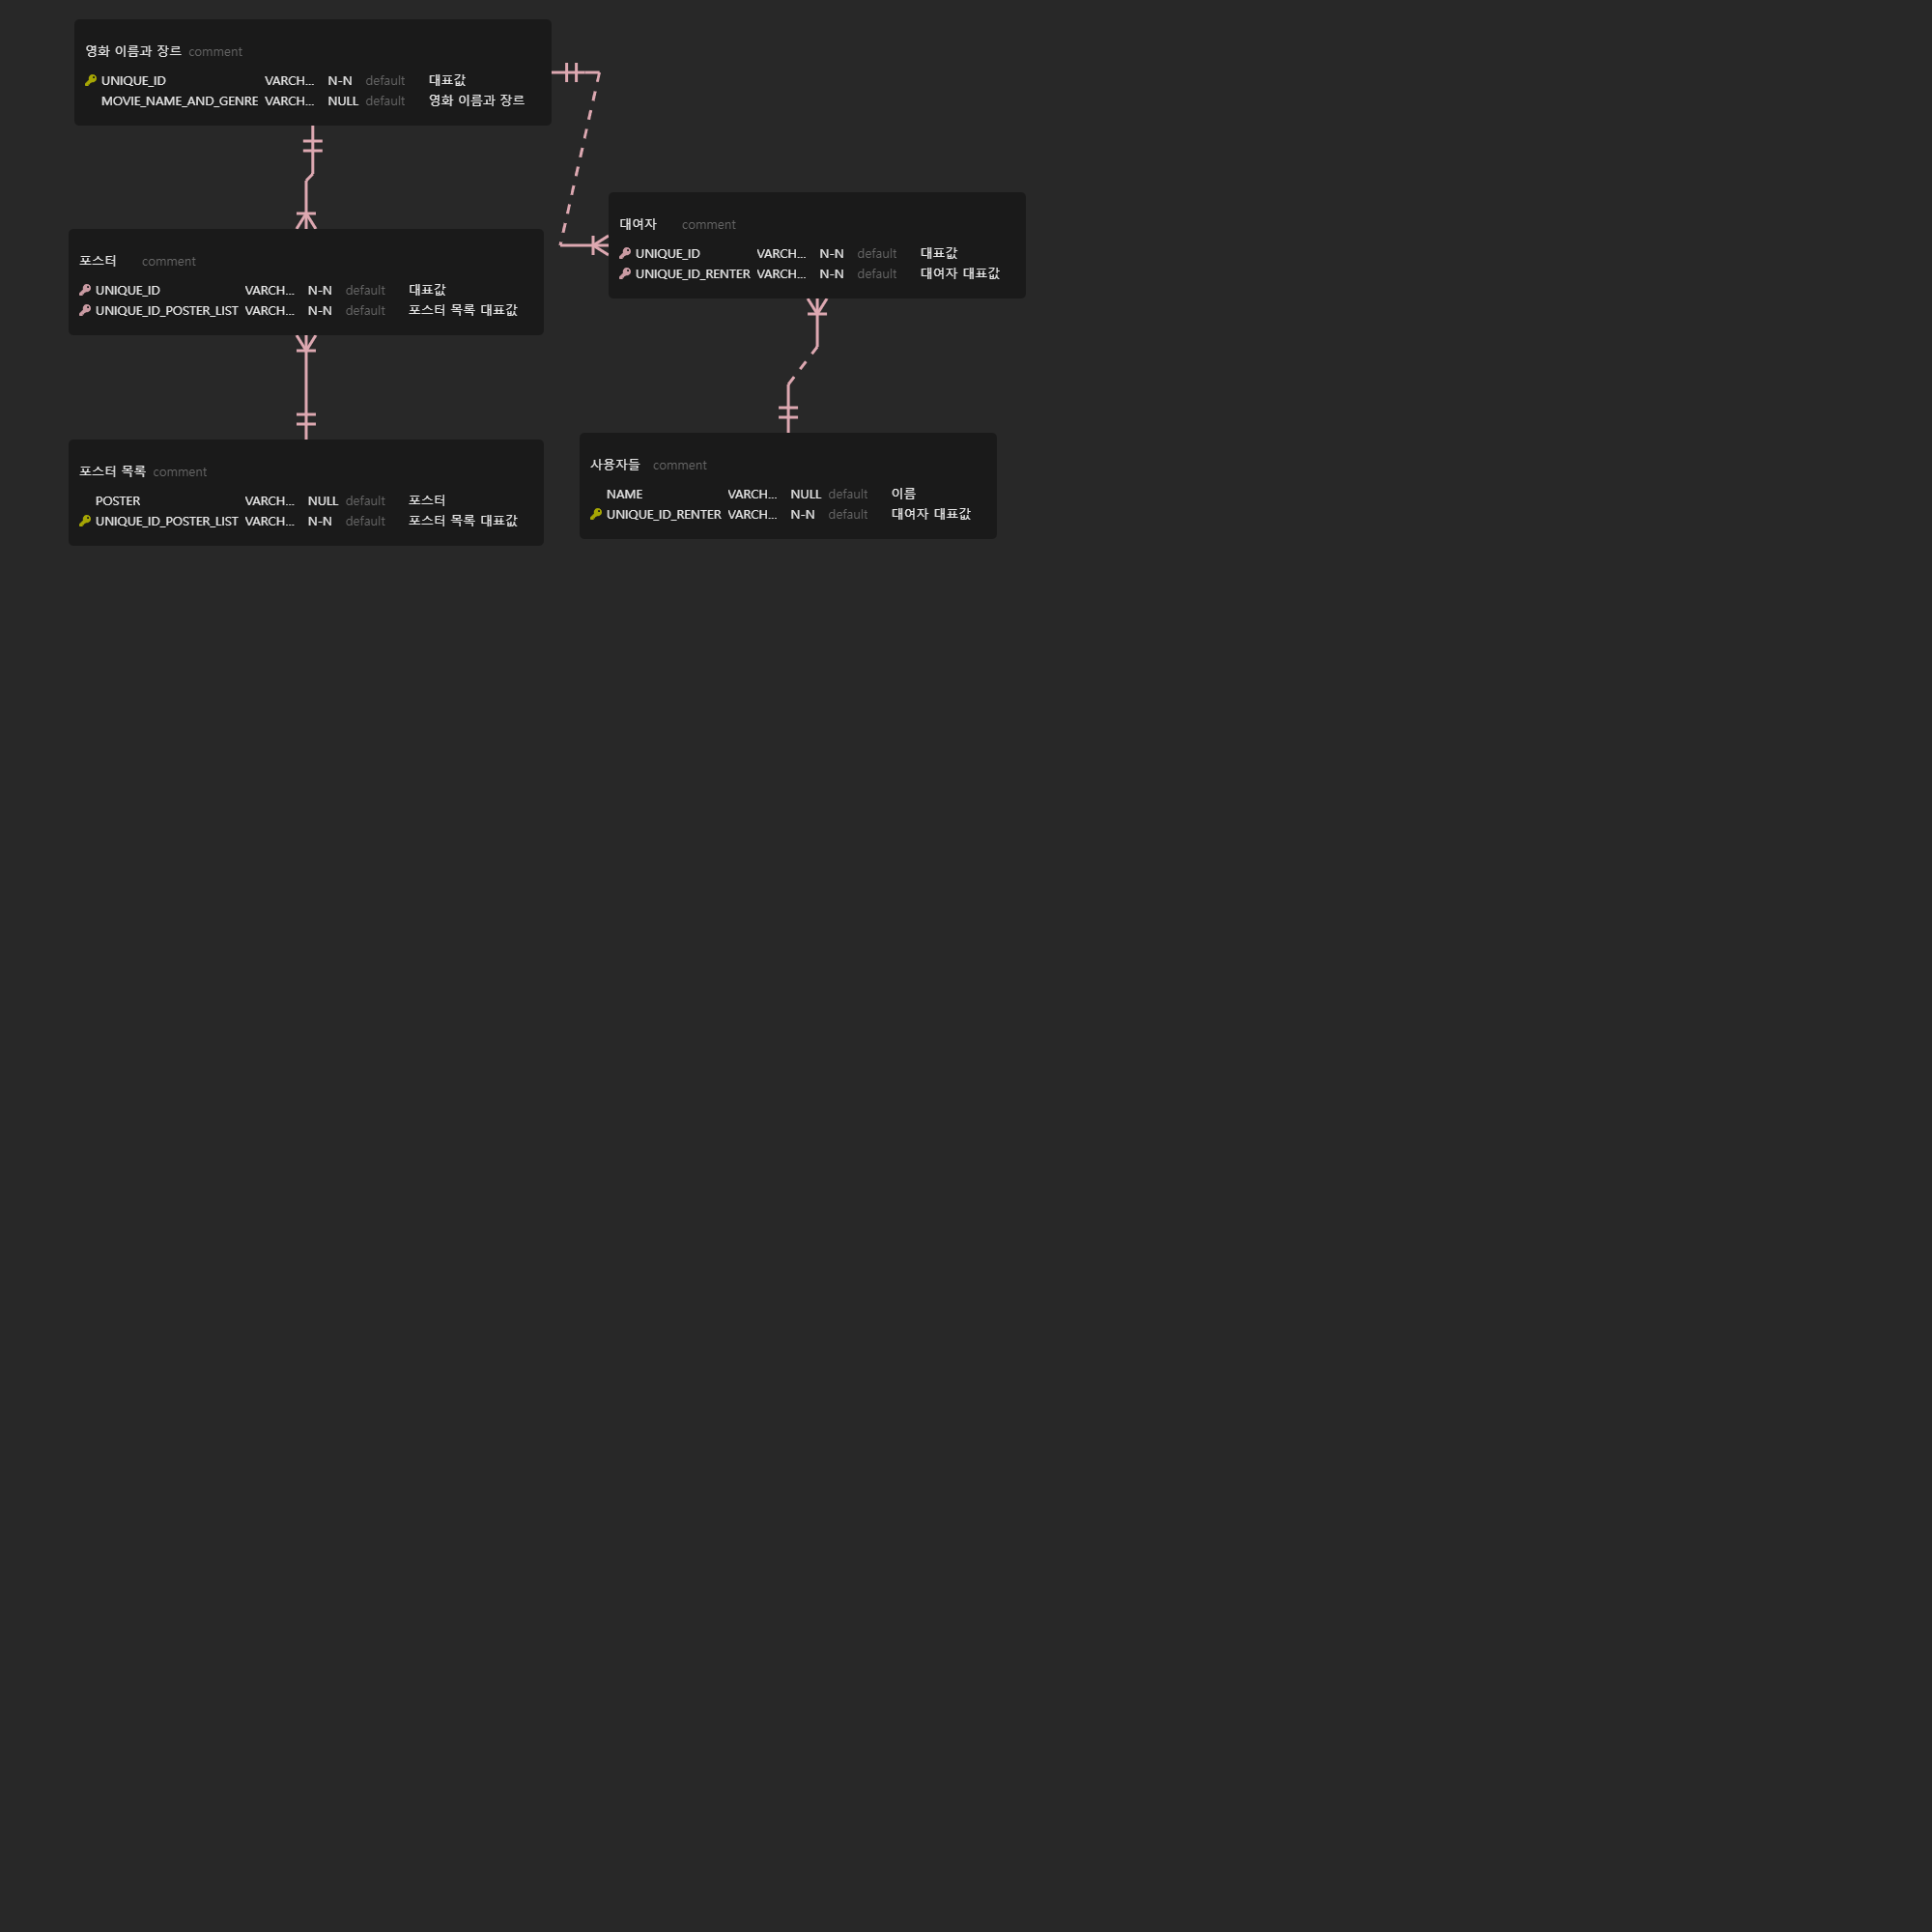 영화 이름과 장르 comment
UNIQUE_ID VARCH... N-N default 대표값
MOVIE_NAME_AND_GENRE VARCH... NULL default 영화 이름과 장르
대여자 comment
UNIQUE_ID VARCH... N-N default 대표값
UNIQUE_ID_RENTER VARCH... N-N default 대여자 대표값
포스터 comment
UNIQUE_ID VARCH... N-N default 대표값
UNIQUE_ID_POSTER_LIST VARCH... N-N default 포스터 목록 대표값
포스터 목록 comment
POSTER VARCH... NULL default 포스터
UNIQUE_ID_POSTER_LIST VARCH... N-N default 포스터 목록 대표값
사용자들 comment
NAME VARCH... NULL default 이름
UNIQUE_ID_RENTER VARCH... N-N default 대여자 대표값